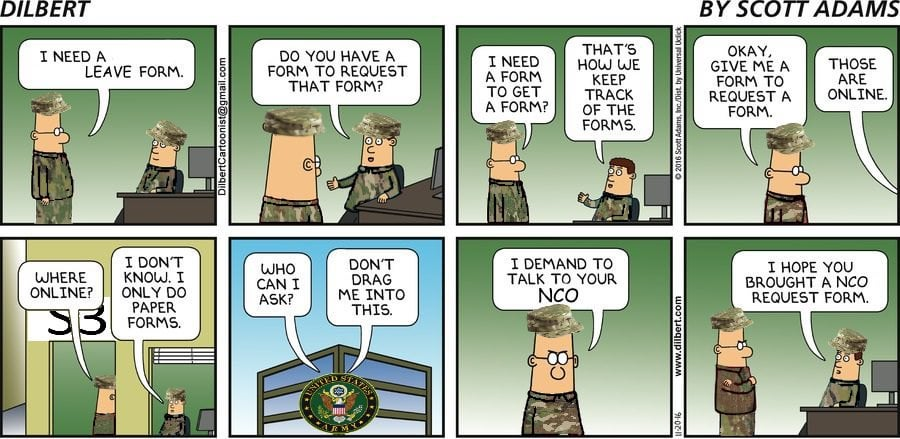 DILBERT
BY SCOTT ADAMS
I NEED A
LEAVE FORM.
DilbertCartoonist@gmail.com
DO YOU HAVE A
FORM TO REQUEST
THAT FORM?
I NEED
A FORM
TO GET
A FORM?
THAT'S
HOW WE
KEEP
TRACK
OF THE
FORMS.
© 2016 Scott Adams, Inc./Dist. by Universal Uclick
OKAY,
GIVE ME A
FORM TO
REQUEST A
FORM.
THOSE
ARE
ONLINE.
WHERE
ONLINE?
I DON'T
KNOW. I
ONLY DO
PAPER
FORMS.
S3
WHO
CAN I
ASK?
DON'T
DRAG
ME INTO
THIS.
UNITED STATES
ARMY
I DEMAND TO
TALK TO YOUR
NCO
www.dilbert.com
11-20-16
I HOPE YOU
BROUGHT A NCO
REQUEST FORM.